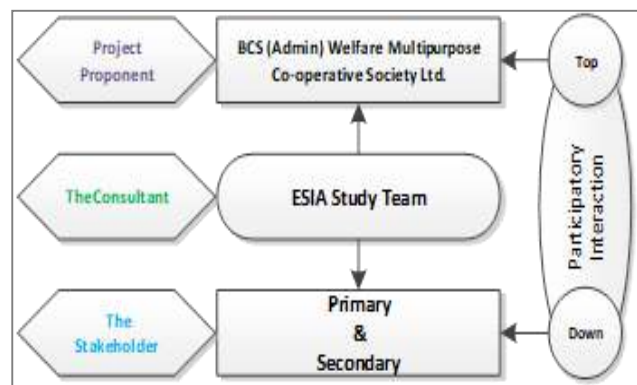 Project
Proponent
BCS (Admin) Welfare Multipurpose
Co-operative Society Ltd.
Top
TheConsultant
ESIA Study Team
Participatory
Interaction
The
Stakeholder
Primary
&
Secondary
Down